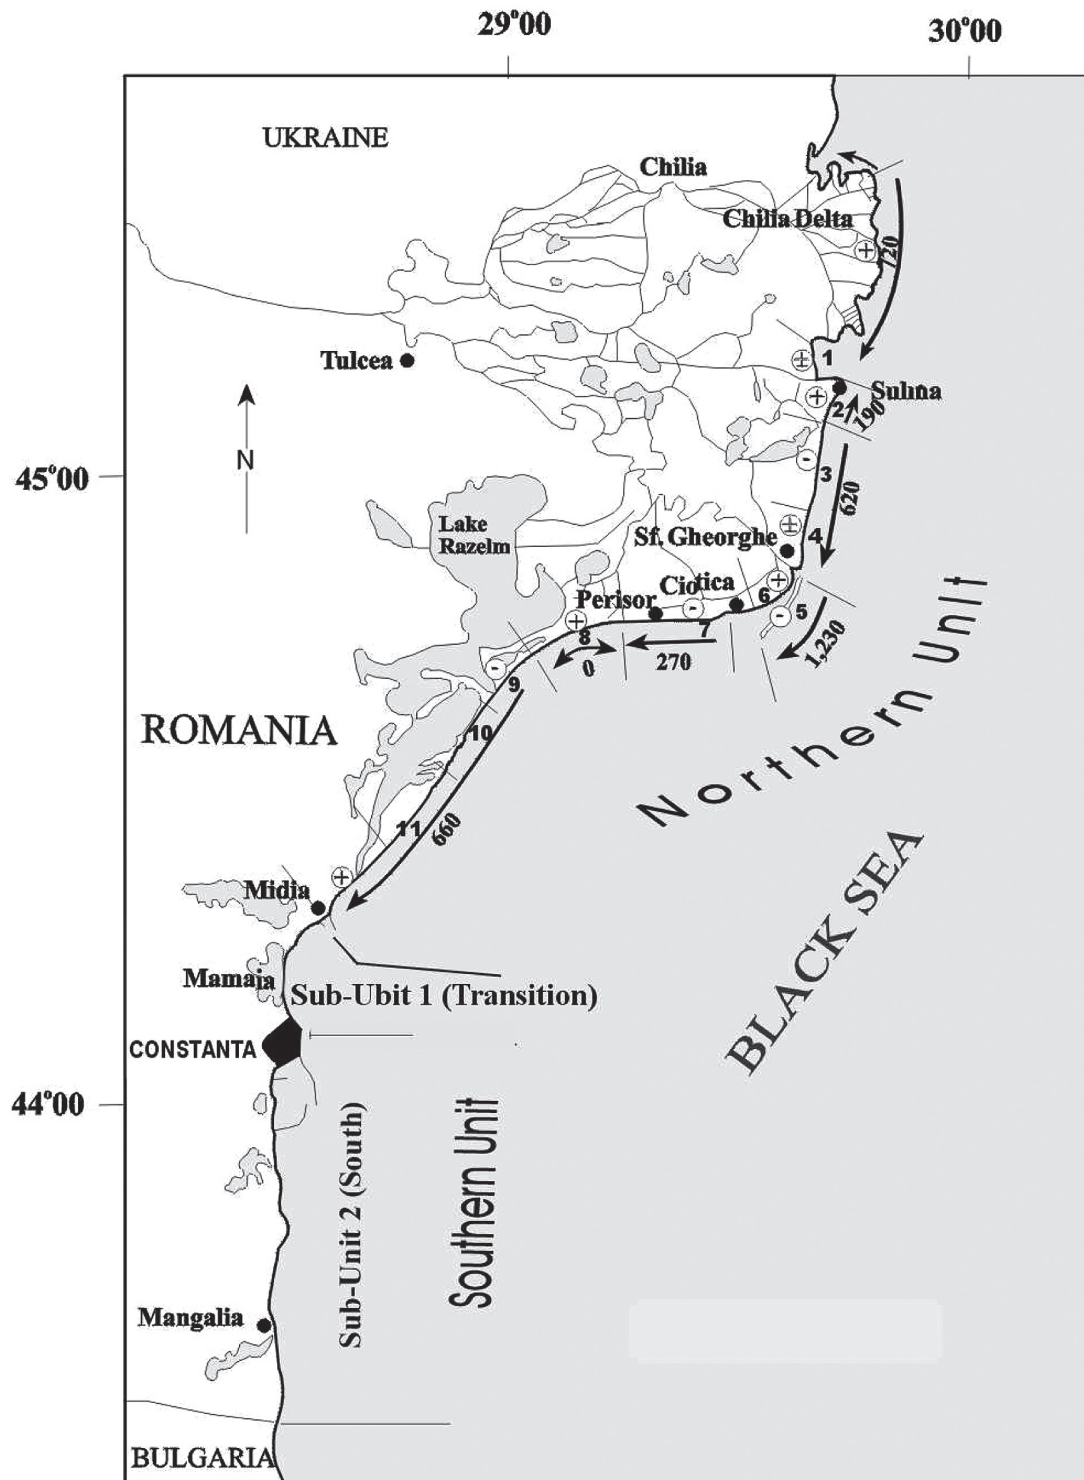 29°00
30°00
UKRAINE
Chilia
Chilia Delta
+
720
Tulcea
±
1
Sulina
+
2
190
N
45°00
-
3
620
Lake
Razelm
+
4
Sf. Gheorghe
Ciotica
+
6
Perisor
-
-
5
+
8
7
1,230
0
270
-
9
Northern Unit
ROMANIA
10
11
660
BLACK SEA
+
Midia
Mamaia
Sub-Ubit 1 (Transition)
CONSTANTA
44°00
Sub-Unit 2 (South)
Southern Unit
Mangalia
BULGARIA